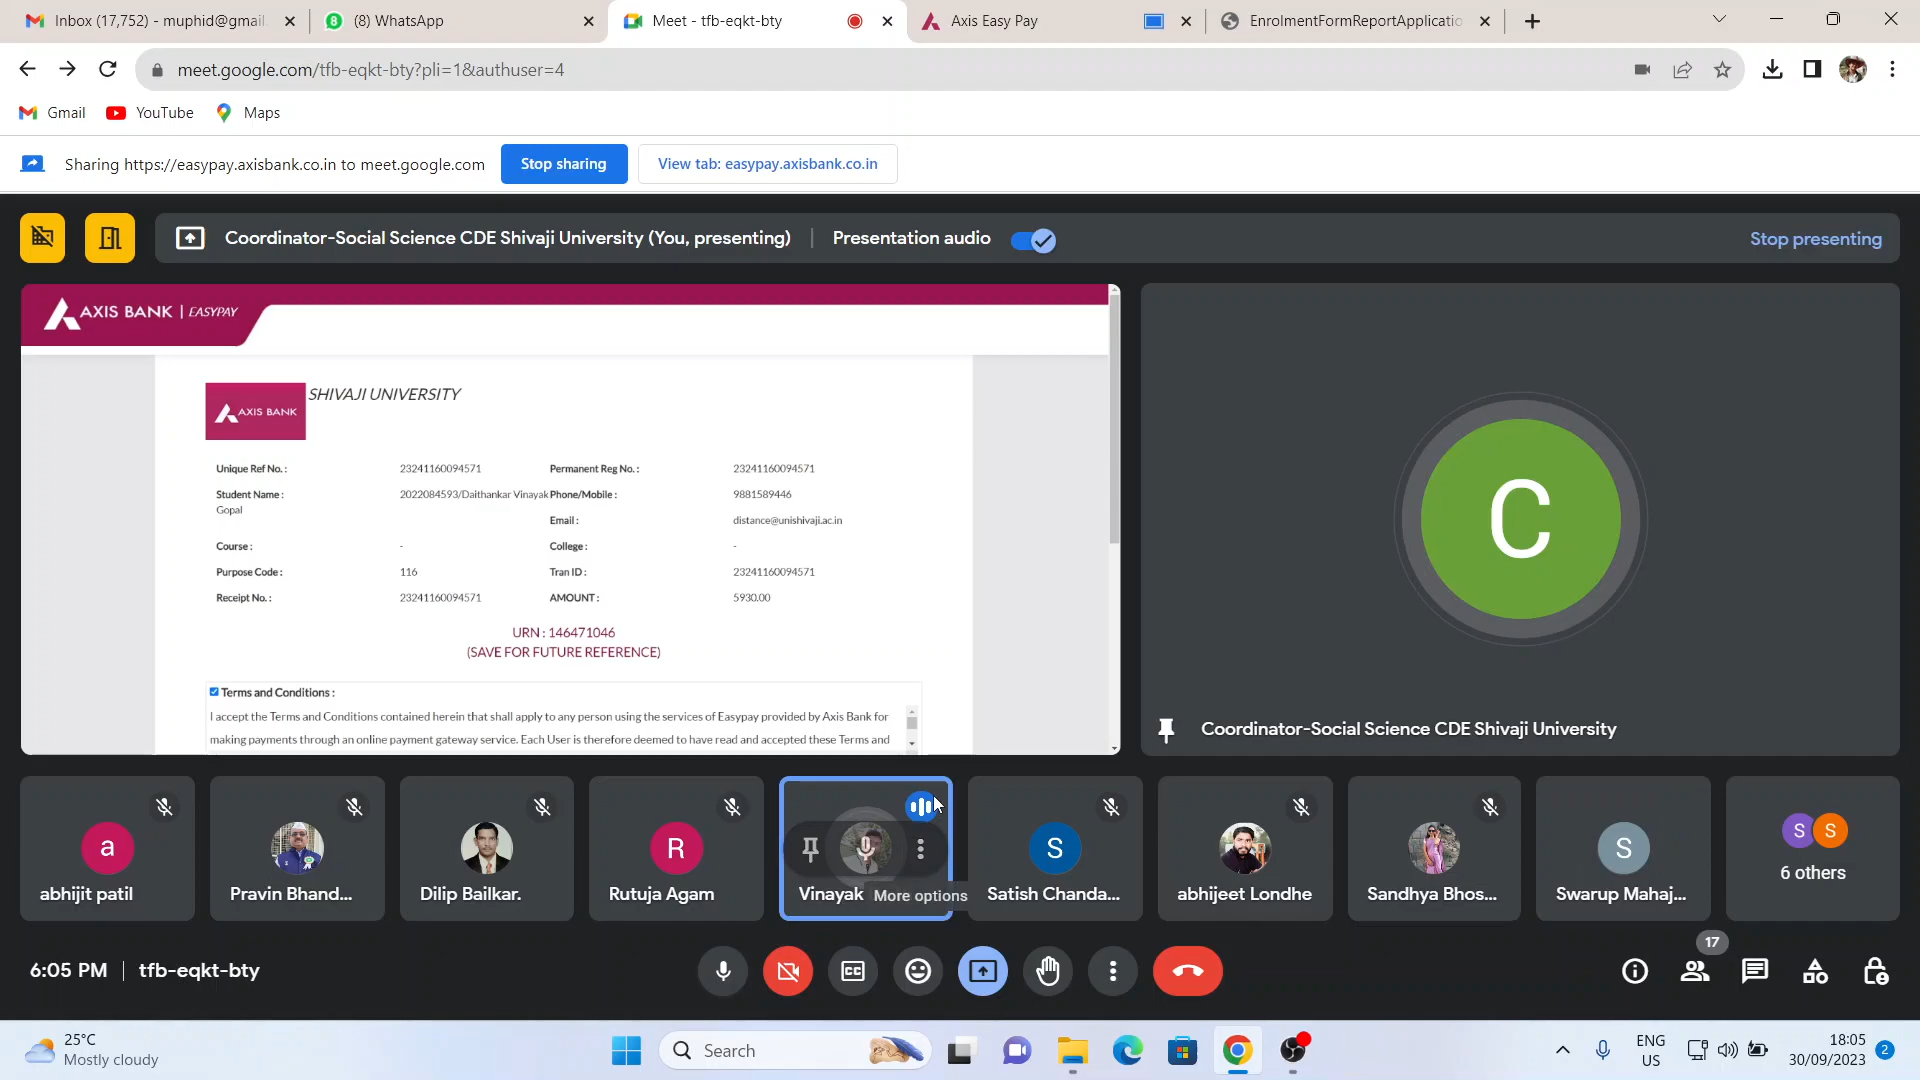 Inbox (17,752) - muphid@gmail.
(8) WhatsApp
Meet - tfb-eqkt-bty
Axis Easy Pay
EnrolmentFormReportApplicatio
meet.google.com/tfb-eqkt-bty?pli=1&authuser=4
Gmail
YouTube
Maps
Sharing https://easypay.axisbank.co.in to meet.google.com
Stop sharing
View tab: easypay.axisbank.co.in
Coordinator-Social Science CDE Shivaji University (You, presenting)
Presentation audio
Stop presenting
AXIS BANK | EASYPAY
AXIS BANK
SHIVAJI UNIVERSITY
Unique Ref No. : 23241160094571 Permanent Reg No. : 23241160094571
Student Name : 2022084593/Daithankar Vinayak Phone/Mobile : 9881589446
Gopal
Email : distance@unishivaji.ac.in
Course : - College : -
Purpose Code : 116 Tran ID : 23241160094571
Receipt No. : 23241160094571 AMOUNT : 5930.00
URN : 146471046
(SAVE FOR FUTURE REFERENCE)
Terms and Conditions :
I accept the Terms and Conditions contained herein that shall apply to any person using the services of Easypay provided by Axis Bank for
making payments through an online payment gateway service. Each User is therefore deemed to have read and accepted these Terms and
C
Coordinator-Social Science CDE Shivaji University
a
abhijit patil
Pravin Bhand...
Dilip Bailkar.
R
Rutuja Agam
Vinayak
More options
S
Satish Chanda...
abhijeet Londhe
Sandhya Bhos...
S
Swarup Mahaj...
S S
6 others
6:05 PM | tfb-eqkt-bty
17
25°C
Mostly cloudy
Search
ENG
US
18:05
30/09/2023
2